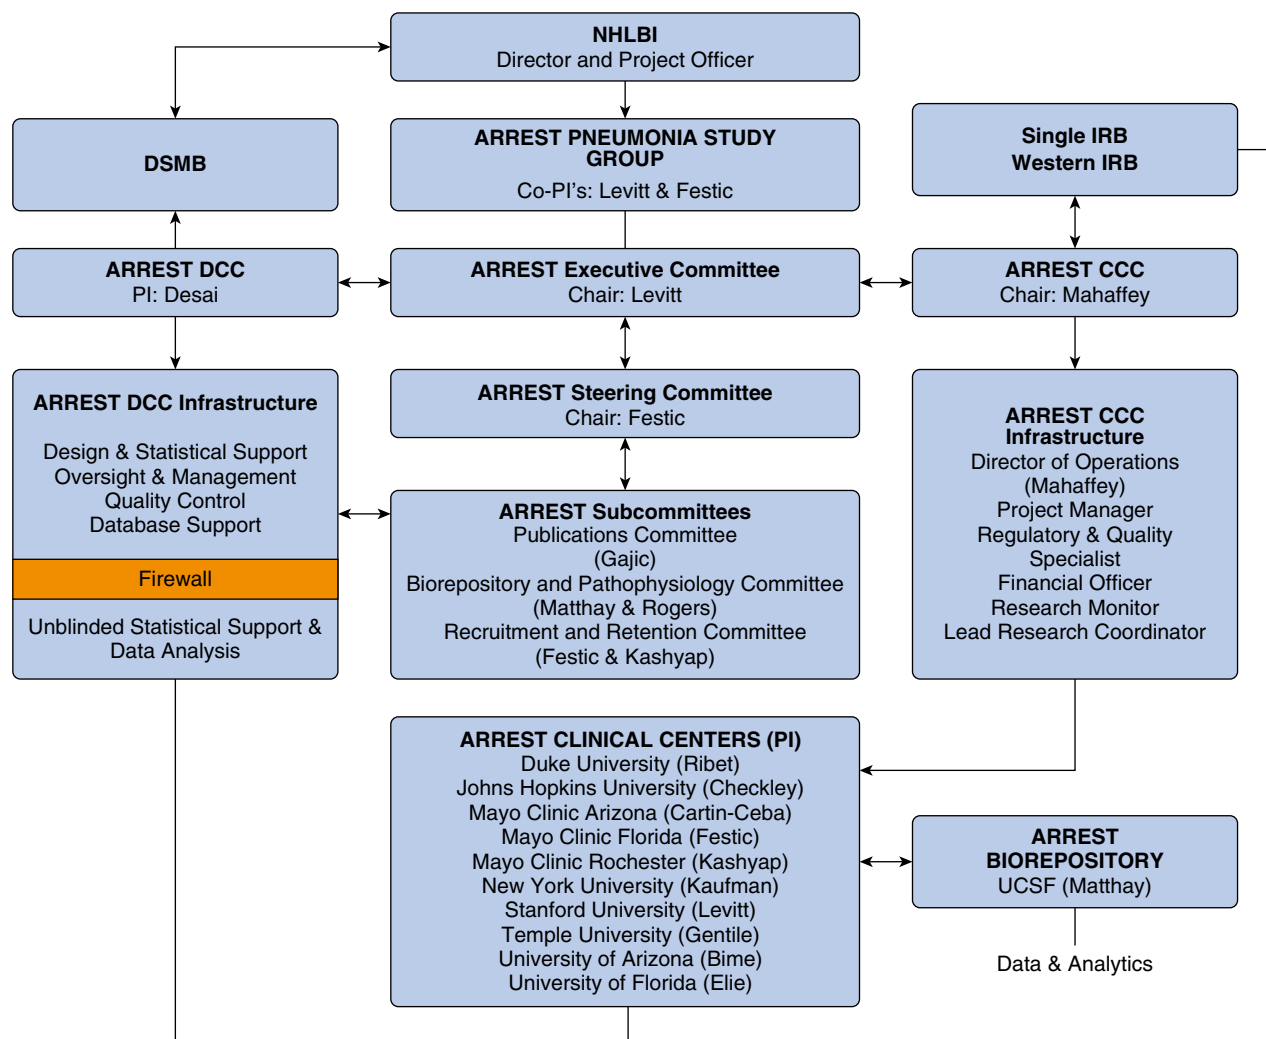 NHLBI
Director and Project Officer
DSMB
ARREST PNEUMONIA STUDY
GROUP
Co-PI's: Levitt & Festic
Single IRB
Western IRB
ARREST DCC
PI: Desai
ARREST Executive Committee
Chair: Levitt
ARREST CCC
Chair: Mahaffey
ARREST DCC Infrastructure
Design & Statistical Support
Oversight & Management
Quality Control
Database Support
Firewall
Unblinded Statistical Support &
Data Analysis
ARREST Steering Committee
Chair: Festic
ARREST Subcommittees
Publications Committee
(Gajic)
Biorepository and Pathophysiology Committee
(Matthay & Rogers)
Recruitment and Retention Committee
(Festic & Kashyap)
ARREST CCC
Infrastructure
Director of Operations
(Mahaffey)
Project Manager
Regulatory & Quality
Specialist
Financial Officer
Research Monitor
Lead Research Coordinator
ARREST CLINICAL CENTERS (PI)
Duke University (Ribet)
Johns Hopkins University (Checkley)
Mayo Clinic Arizona (Cartin-Ceba)
Mayo Clinic Florida (Festic)
Mayo Clinic Rochester (Kashyap)
New York University (Kaufman)
Stanford University (Levitt)
Temple University (Gentile)
University of Arizona (Bime)
University of Florida (Elie)
ARREST
BIOREPOSITORY
UCSF (Matthay)
Data & Analytics